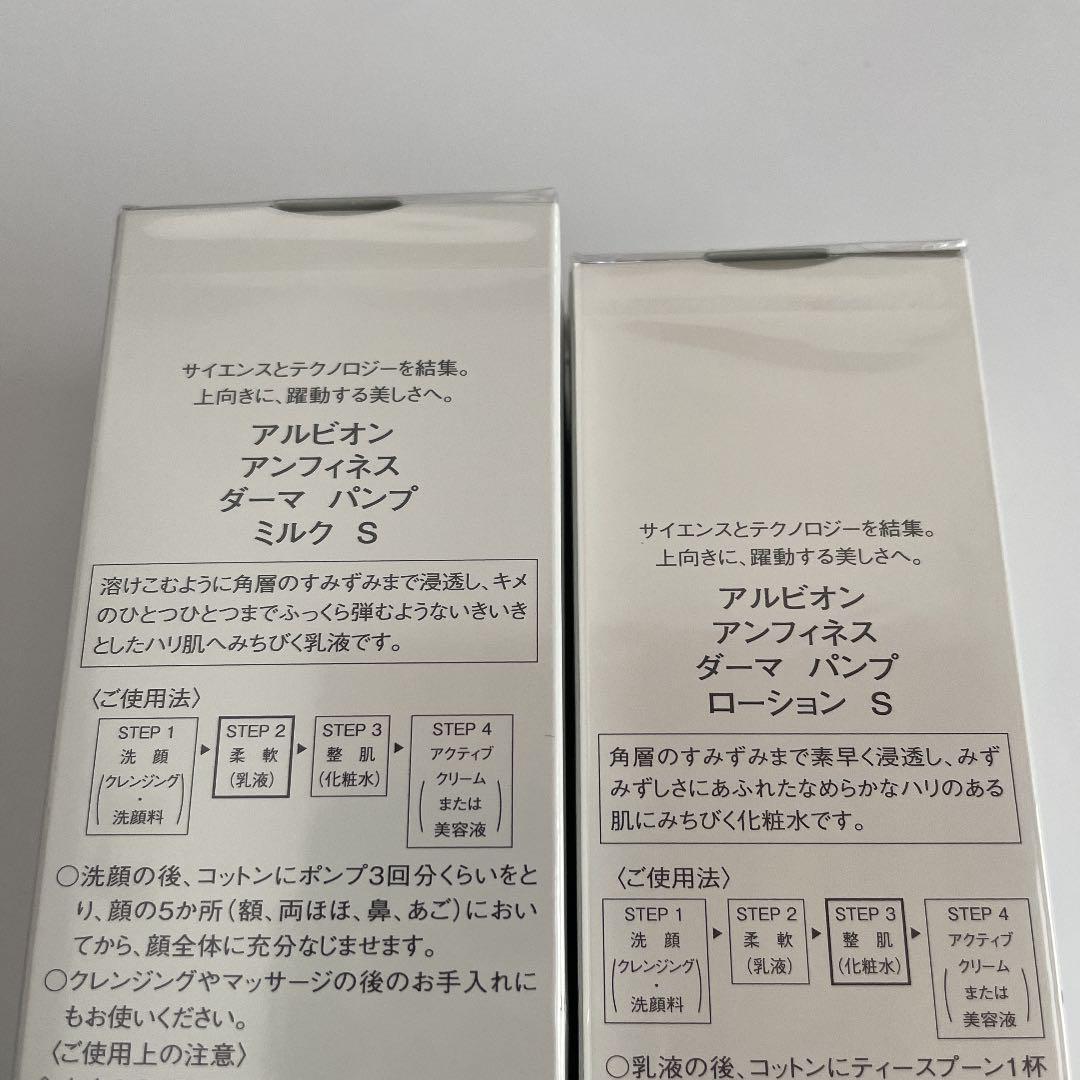 サイエンスとテクノロジーを結集。
上向きに、躍動する美しさへ。
アルビオン
アンフィネス
ダーマ パンプ
ミルク S
溶けこむように角層のすみずみまで浸透し、キメ
のひとつひとつまでふっくら弾むようないきいき
としたハリ肌へみちびく乳液です。
〈ご使用法〉
STEP 1
洗顔
(クレンジング・洗顔料)
STEP 2
柔軟
(乳液)
STEP 3
整肌
(化粧水)
STEP 4
アクティブ
クリーム
または
美容液
○洗顔の後、コットンにポンプ3回分くらいをと
り、顔の5か所(額、両ほほ、鼻、あご)におい
てから、顔全体に充分なじませます。
○クレンジングやマッサージの後のお手入れに
もお使いください。
〈ご使用上の注意〉
サイエンスとテクノロジーを結集。
上向きに、躍動する美しさへ。
アルビオン
アンフィネス
ダーマ パンプ
ローション S
角層のすみずみまで素早く浸透し、みず
みずしさにあふれたなめらかなハリのある
肌にみちびく化粧水です。
〈ご使用法〉
STEP 1
洗顔
(クレンジング・洗顔料)
STEP 2
柔軟
(乳液)
STEP 3
整肌
(化粧水)
STEP 4
アクティブ
クリーム
または
美容液
○乳液の後、コットンにティースプーン1杯